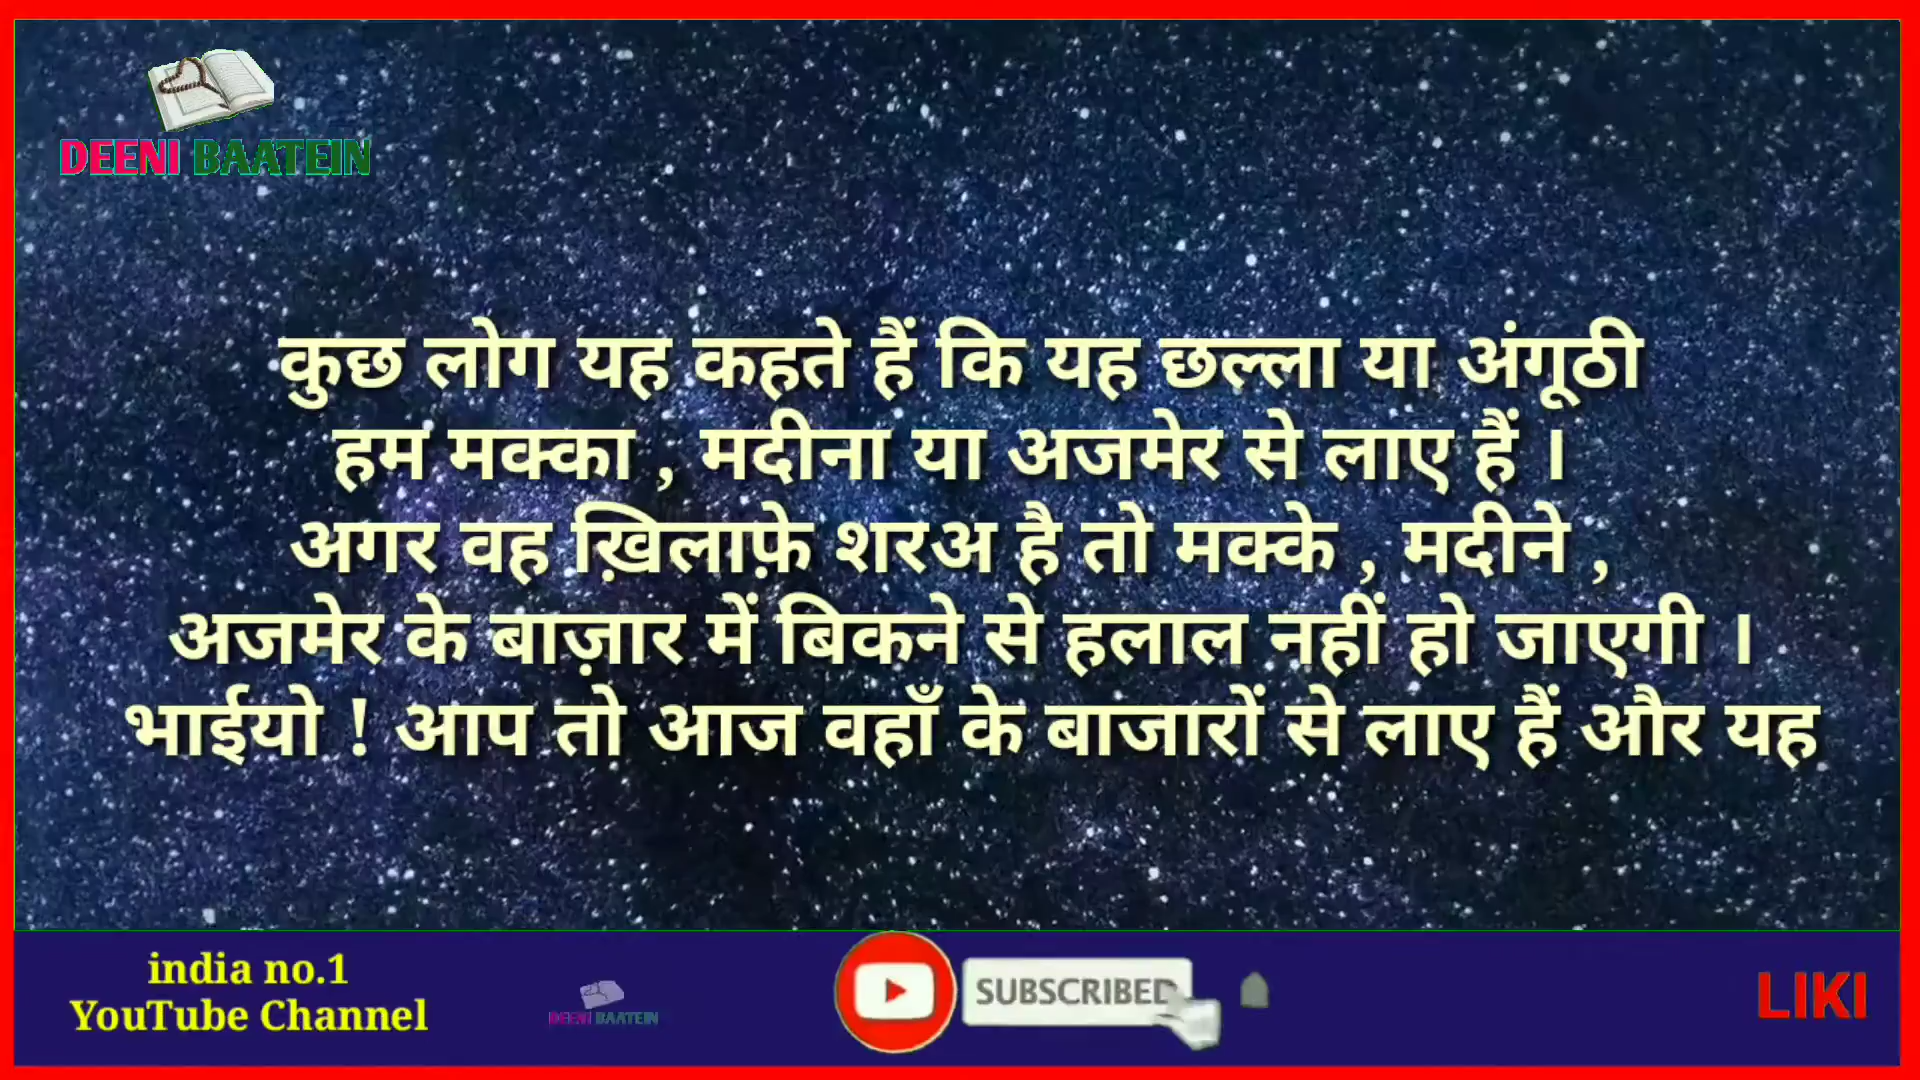 DEENI BAATEIN
कुछ लोग यह कहते हैं कि यह छल्ला या अंगूठी
हम मक्का , मदीना या अजमेर से लाए हैं ।
अगर वह ख़िलाफ़े शरअ है तो मक्के , मदीने ,
अजमेर के बाज़ार में बिकने से हलाल नहीं हो जाएगी ।
भाईयो ! आप तो आज वहाँ के बाजारों से लाए हैं और यह
india no.1
YouTube Channel
DEENI BAATEIN
SUBSCRIBED
LIKI